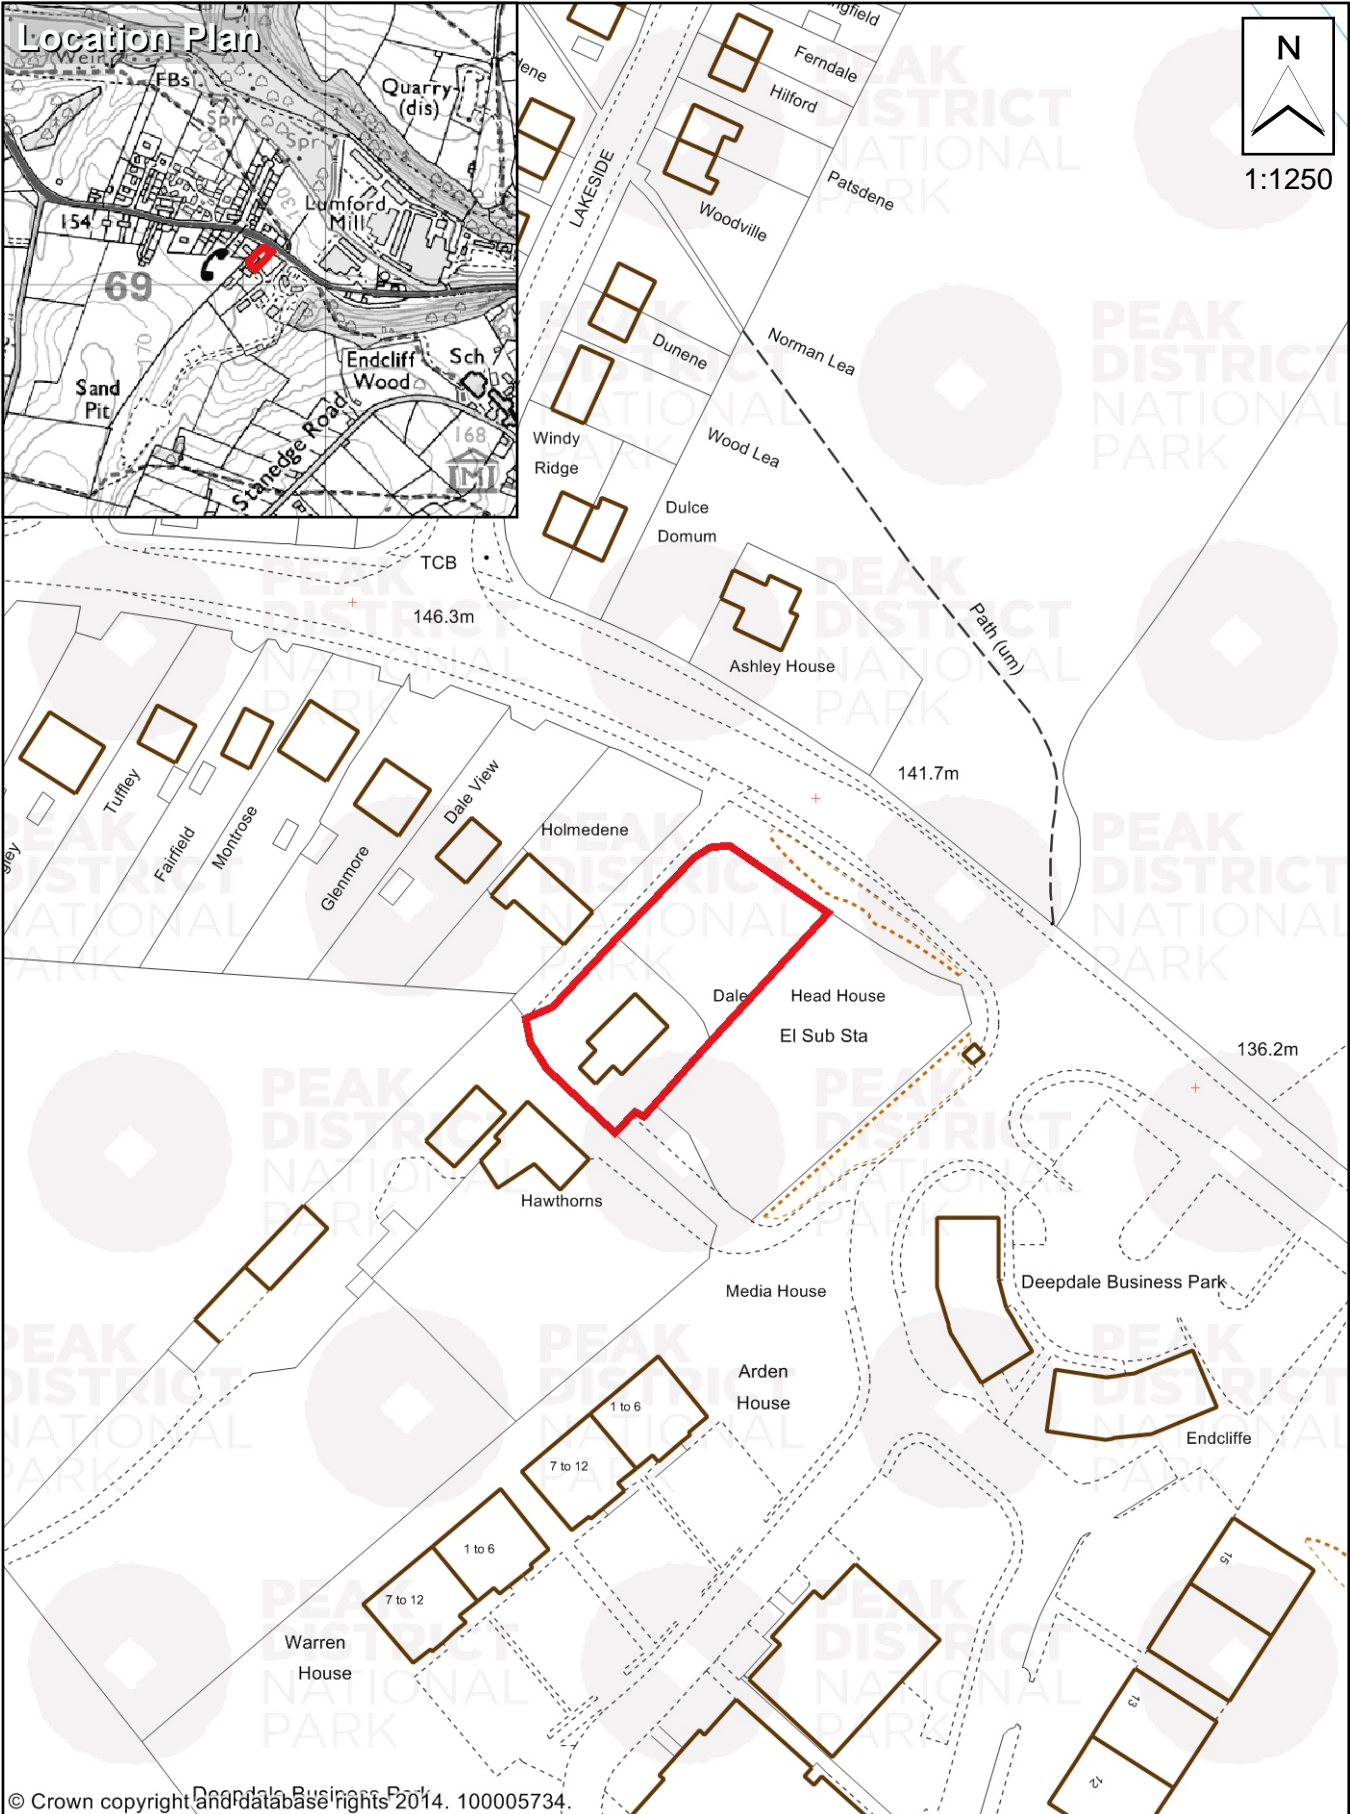 Location Plan
Weir
FBs
Quarry
(dis)
Spr
Spr
140
130
Lumford
Mill
154
69
170
Sand
Pit
Endcliff
Wood
Sch
Stanedge Road
168
M
N
1:1250
ngfield
Ferndale
Hilford
Patsdene
Woodville
lene
LAKESIDE
Dunene
Norman Lea
Windy
Ridge
Wood Lea
Dulce
Domum
TCB
146.3m
Ashley House
Path (um)
141.7m
gley
Tuffley
Fairfield
Montrose
Glenmore
Dale View
Holmedene
Dale Head House
El Sub Sta
136.2m
Hawthorns
Media House
Deepdale Business Park
Arden
House
1 to 6
7 to 12
Endcliffe
1 to 6
7 to 12
Warren
House
15
13
12
Deepdale Business Park
© Crown copyright and database rights 2014. 100005734.
PEAK
DISTRICT
NATIONAL
PARK